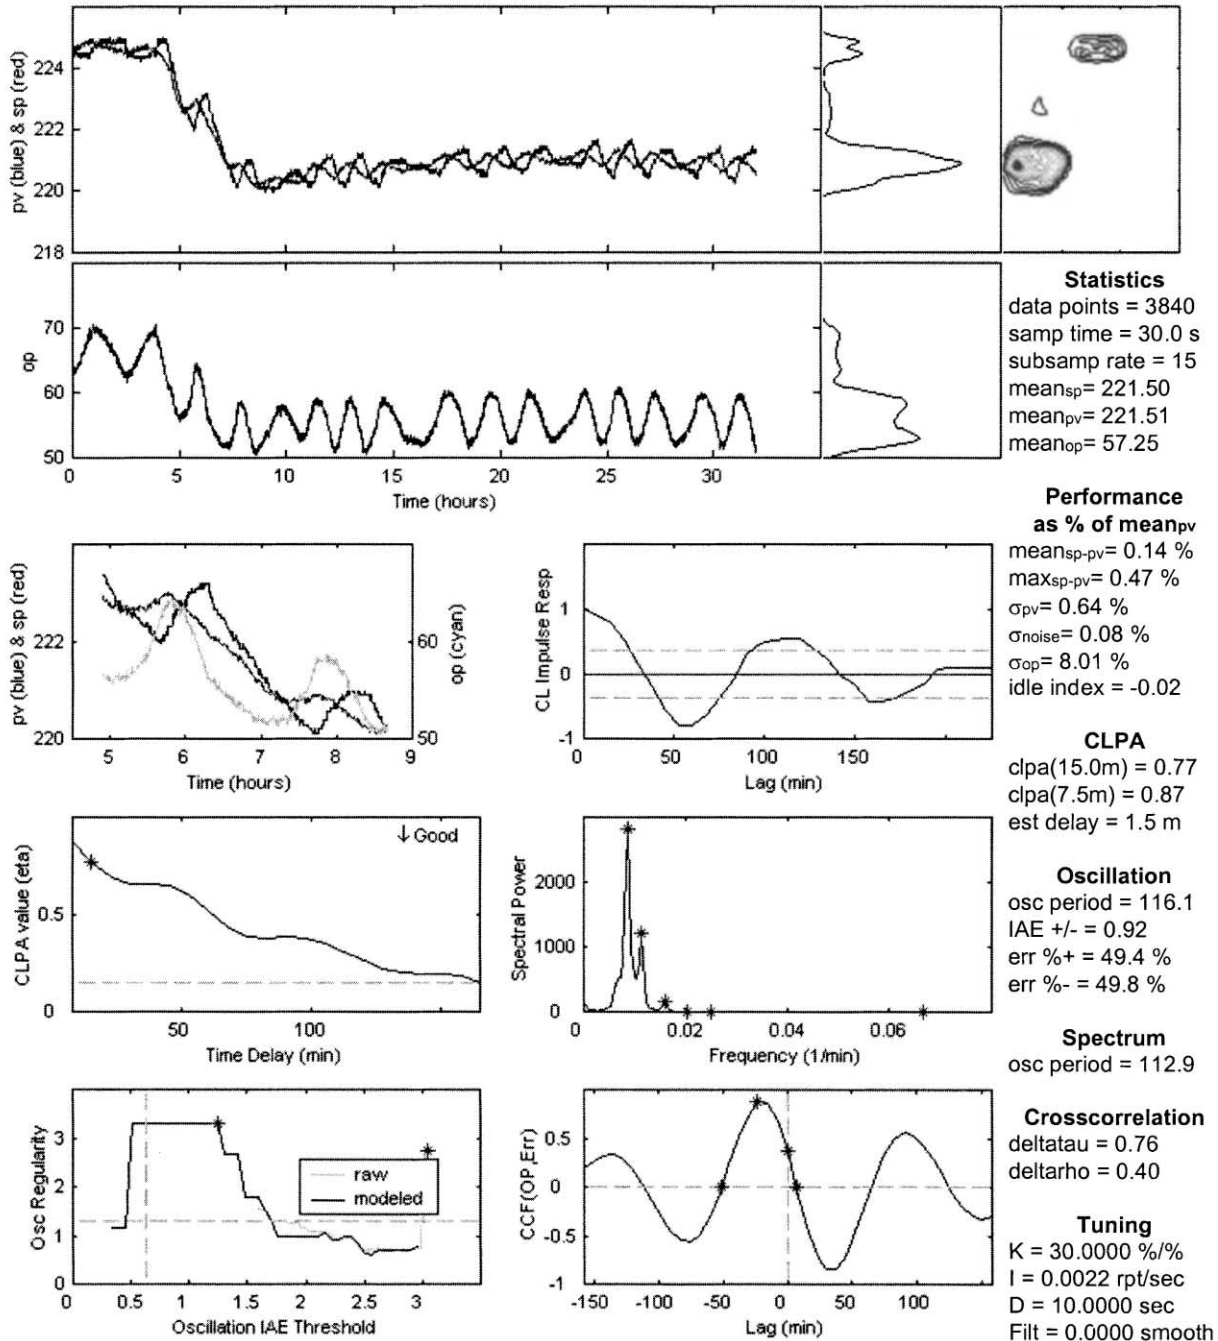 pv (blue) & sp (red)
224
222
220
218
op
70
60
50
0
5
10
15
20
25
30
Time (hours)
Statistics
data points = 3840
samp time = 30.0 s
subsamp rate = 15
meansp= 221.50
meanpv= 221.51
meanop= 57.25
Performance
as % of meanpv
meansp-pv= 0.14 %
maxsp-pv= 0.47 %
σpv= 0.64 %
σnoise= 0.08 %
σop= 8.01 %
idle index = -0.02
pv (blue) & sp (red)
222
220
60
50
op (cyan)
5
6
7
8
9
Time (hours)
CL Impulse Resp
1
0
-1
0
50
100
150
Lag (min)
CLPA
clpa(15.0m) = 0.77
clpa(7.5m) = 0.87
est delay = 1.5 m
CLPA value (eta)
0.5
0
↓ Good
50
100
Time Delay (min)
Spectral Power
2000
1000
0
0
0.02
0.04
0.06
Frequency (1/min)
Oscillation
osc period = 116.1
IAE +/- = 0.92
err %+ = 49.4 %
err %- = 49.8 %
Spectrum
osc period = 112.9
Osc Regularity
3
2
1
0
raw
modeled
0
0.5
1
1.5
2
2.5
3
Oscillation IAE Threshold
CCF(OP,Err)
0.5
0
-0.5
-1
-150
-100
-50
0
50
100
Lag (min)
Crosscorrelation
deltatau = 0.76
deltarho = 0.40
Tuning
K = 30.0000 %/%
I = 0.0022 rpt/sec
D = 10.0000 sec
Filt = 0.0000 smooth